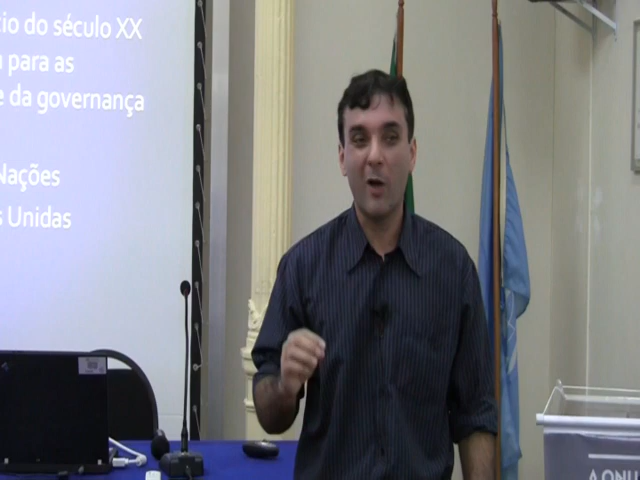 io do século XX
para as
e da governança
Nações
s Unidas
A ONU